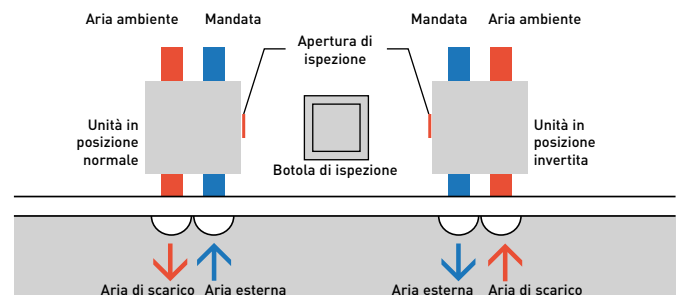 Aria ambiente
Mandata
Mandata
Aria ambiente
Apertura di
ispezione
Unità in
posizione
normale
Unità in
posizione
invertita
Botola di ispezione
Aria di scarico
Aria esterna
Aria esterna
Aria di scarico